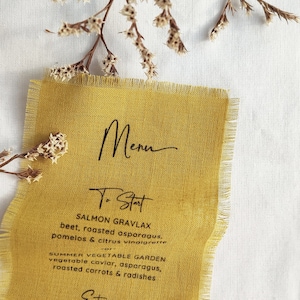 Menu
To Start
SALMON GRAVLAX
beet, roasted asparagus,
pomelos & citrus vinaigrette
-or-
SUMMER VEGETABLE GARDEN
vegetable caviar, asparagus,
roasted carrots & radishes